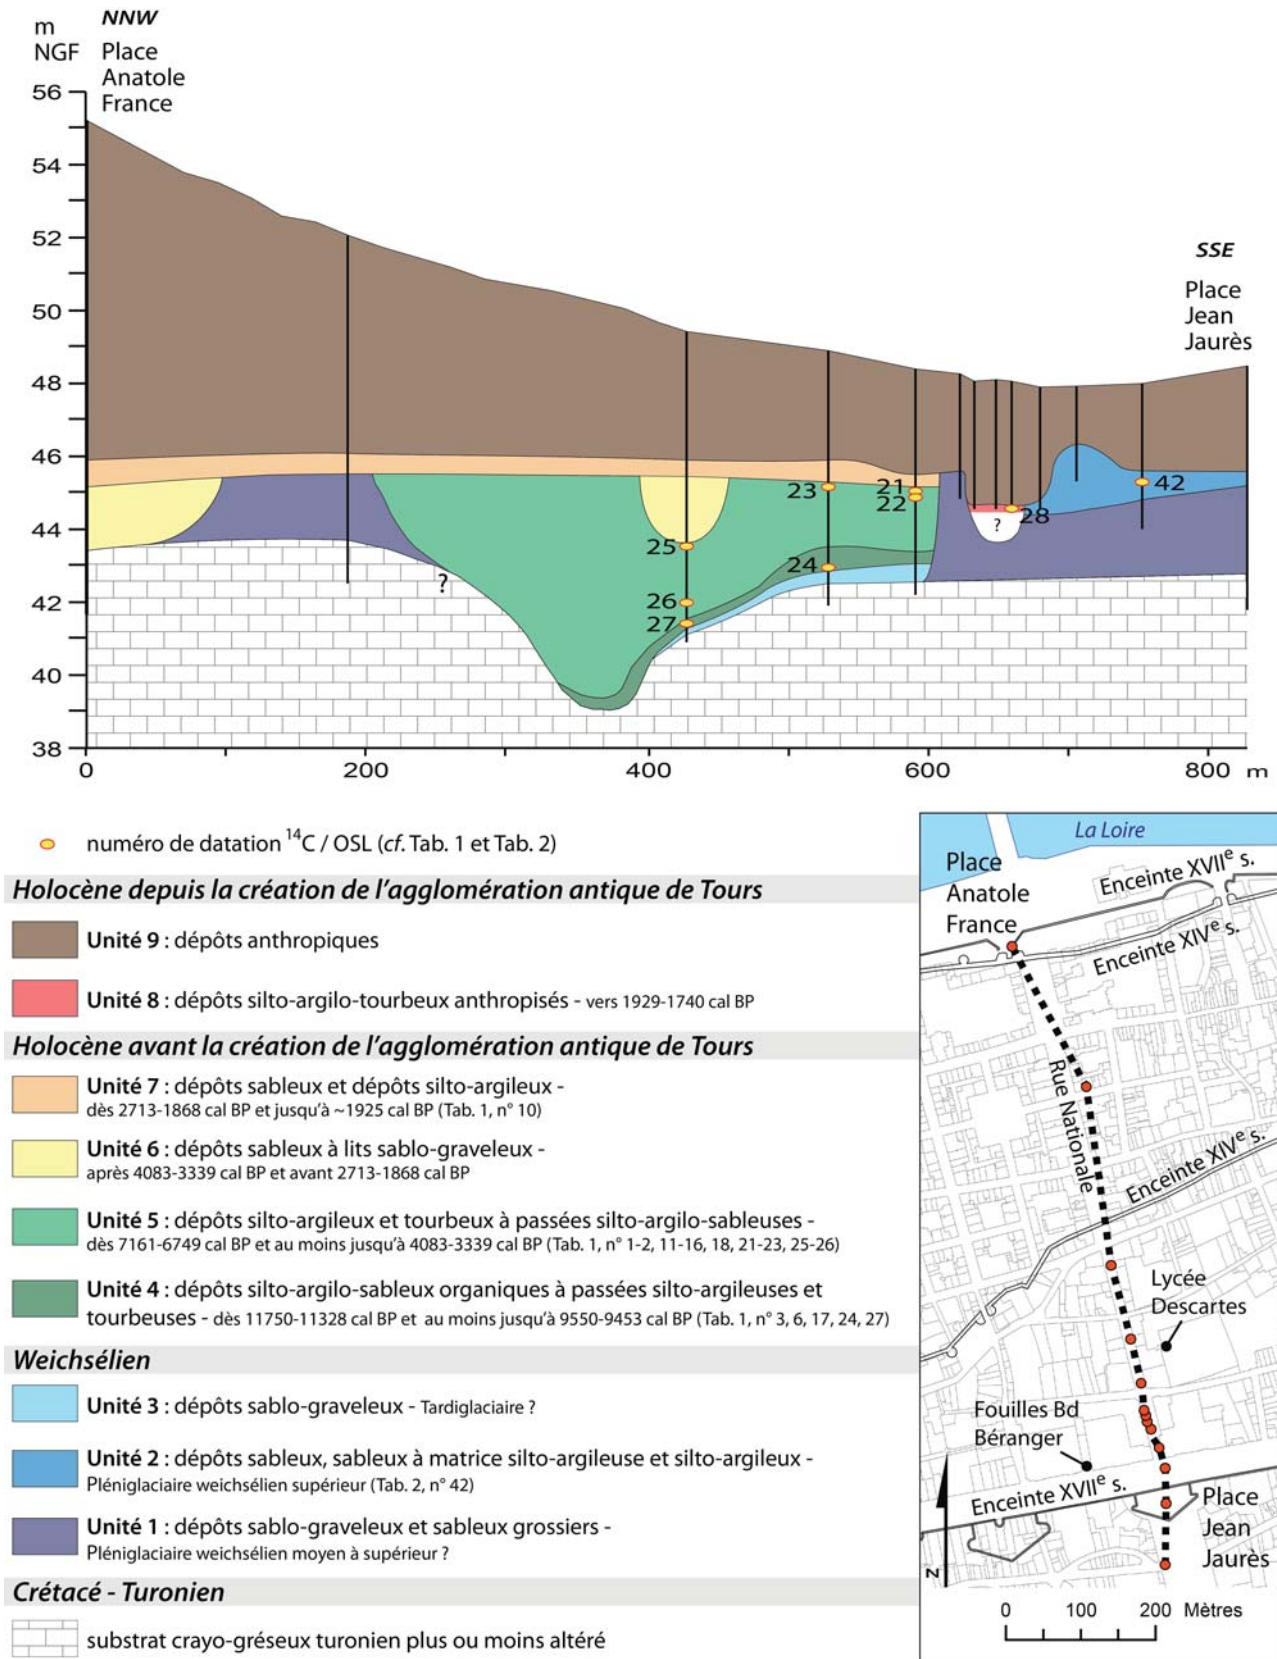 m
NGF
NNW
Place
Anatole
France
56
54
52
50
48
46
44
42
40
38
SSE
Place
Jean
Jaurès
23
21
22
42
28
?
25
24
?
26
27
0
200
400
600
800 m
numéro de datation ¹⁴C / OSL (cf. Tab. 1 et Tab. 2)
Holocène depuis la création de l'agglomération antique de Tours
Unité 9 : dépôts anthropiques
Unité 8 : dépôts silto-argilo-tourbeux anthropisés - vers 1929-1740 cal BP
Holocène avant la création de l'agglomération antique de Tours
Unité 7 : dépôts sableux et dépôts silto-argileux -
dès 2713-1868 cal BP et jusqu'à ~1925 cal BP (Tab. 1, n° 10)
Unité 6 : dépôts sableux à lits sablo-graveleux -
après 4083-3339 cal BP et avant 2713-1868 cal BP
Unité 5 : dépôts silto-argileux et tourbeux à passées silto-argilo-sableuses -
dès 7161-6749 cal BP et au moins jusqu'à 4083-3339 cal BP (Tab. 1, n° 1-2, 11-16, 18, 21-23, 25-26)
Unité 4 : dépôts silto-argilo-sableux organiques à passées silto-argileuses et
tourbeuses - dès 11750-11328 cal BP et au moins jusqu'à 9550-9453 cal BP (Tab. 1, n° 3, 6, 17, 24, 27)
Weichsélien
Unité 3 : dépôts sablo-graveleux - Tardiglaciaire ?
Unité 2 : dépôts sableux, sableux à matrice silto-argileuse et silto-argileux -
Pléniglaciaire weichsélien supérieur (Tab. 2, n° 42)
Unité 1 : dépôts sablo-graveleux et sableux grossiers -
Pléniglaciaire weichsélien moyen à supérieur ?
Crétacé - Turonien
substrat crayo-gréseux turonien plus ou moins altéré
La Loire
Place
Anatole
France
Enceinte XVIIe s.
Enceinte XIVe s.
Rue Nationale
Enceinte XIVe s.
Lycée
Descartes
Fouilles Bd
Béranger
Enceinte XVIIe s.
Place
Jean
Jaurès
N
0 100 200 Mètres